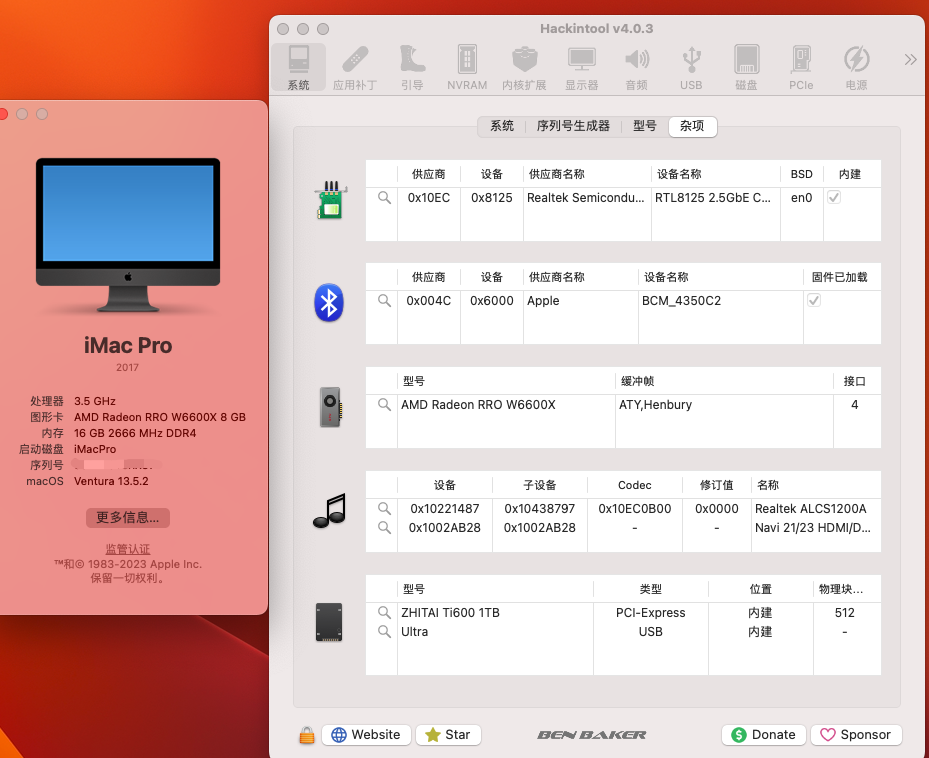 Hackintool v4.0.3
系统 应用补丁 引导 NVRAM 内核扩展 显示器 音频 USB 磁盘 PCIe 电源
系统 序列号生成器 型号 杂项
供应商 设备 供应商名称 设备名称 BSD 内建
0x10EC 0x8125 Realtek Semicondu... RTL8125 2.5GbE C... en0
供应商 设备 供应商名称 设备名称 固件已加载
0x004C 0x6000 Apple BCM_4350C2
型号 缓冲帧 接口
AMD Radeon RRO W6600X ATY,Henbury 4
设备 子设备 Codec 修订值 名称
0x10221487 0x10438797 0x10EC0B00 0x0000 Realtek ALCS1200A
0x1002AB28 0x1002AB28 - - Navi 21/23 HDMI/D...
型号 类型 位置 物理块...
ZHITAI Ti600 1TB PCI-Express 内建 512
Ultra USB 内建 -
Website Star BEN BAKER Donate Sponsor
iMac Pro
2017
处理器 3.5 GHz
图形卡 AMD Radeon RRO W6600X 8 GB
内存 16 GB 2666 MHz DDR4
启动磁盘 iMacPro
序列号
macOS Ventura 13.5.2
更多信息...
监管认证
™和© 1983-2023 Apple Inc.
保留一切权利。